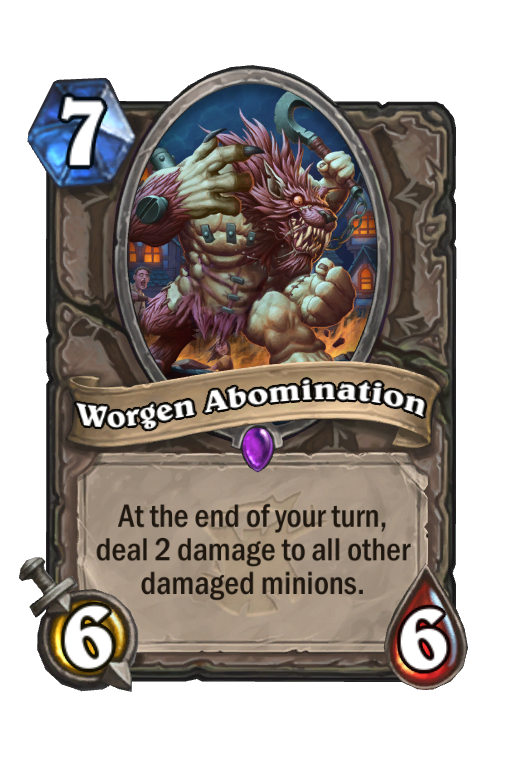 7
Worgen Abomination
At the end of your turn,
deal 2 damage to all other
damaged minions.
6
6